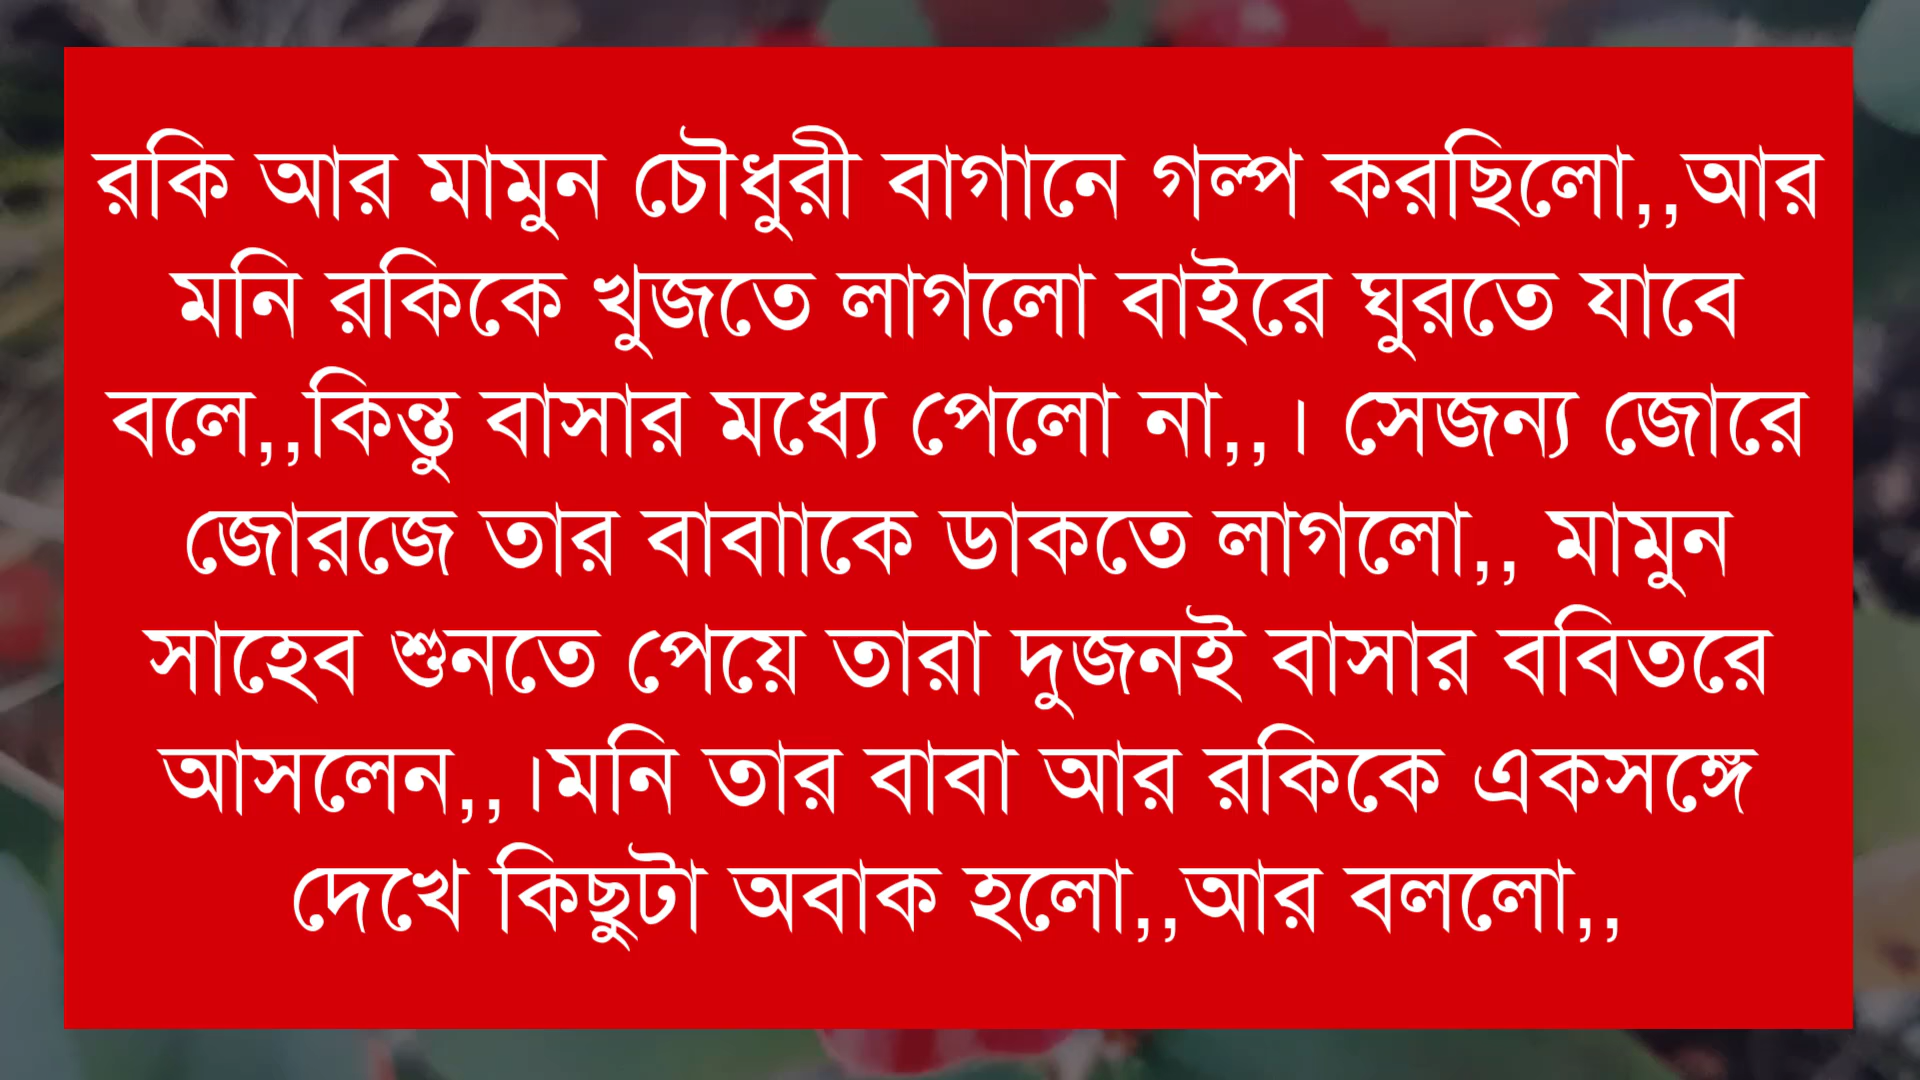 রকি আর মামুন চৌধুরী বাগানে গল্প করছিলো,,আর
মনি রকিকে খুজতে লাগলো বাইরে ঘুরতে যাবে
বলে,,কিন্তু বাসার মধ্যে পেলো না,,। সেজন্য জোরে
জোরজে তার বাবাাকে ডাকতে লাগলো,, মামুন
সাহেব শুনতে পেয়ে তারা দুজনই বাসার ববিতরে
আসলেন,,।মনি তার বাবা আর রকিকে একসঙ্গে
দেখে কিছুটা অবাক হলো,,আর বললো,,